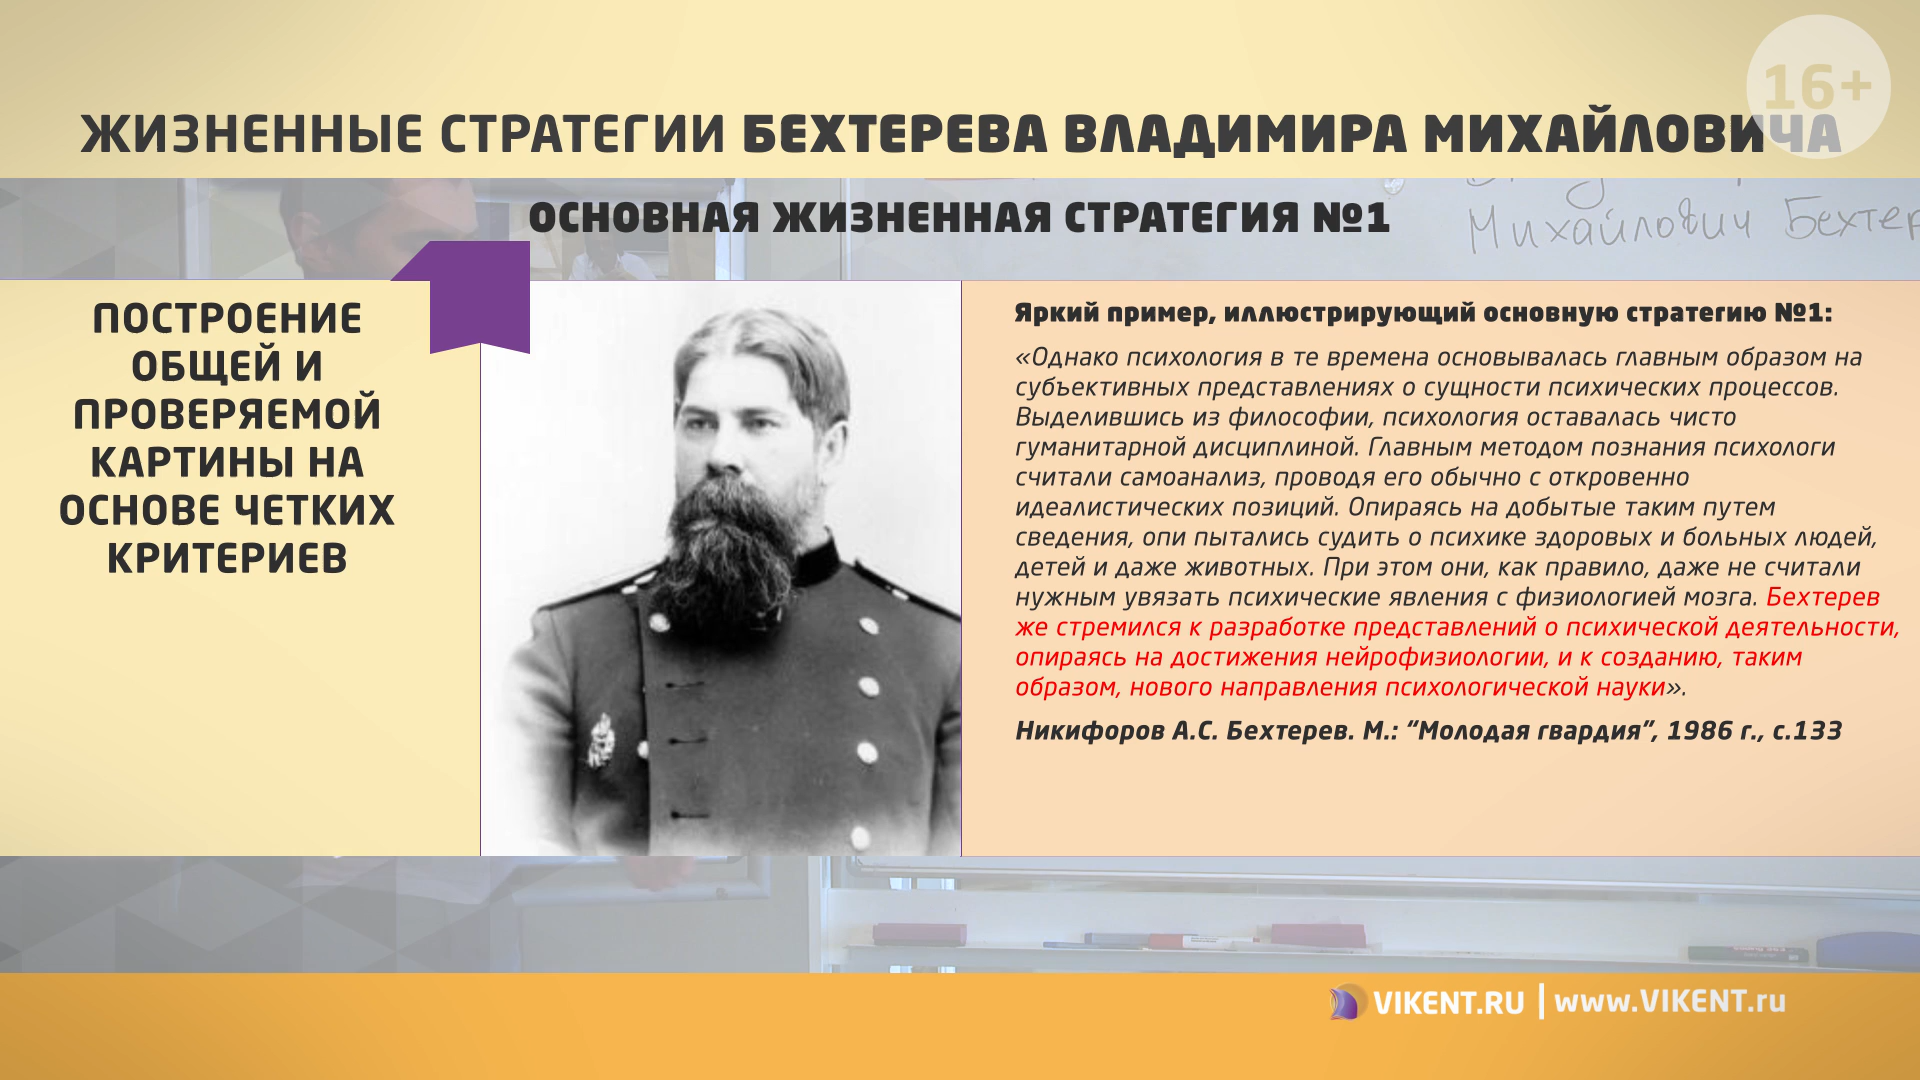 16+
ЖИЗНЕННЫЕ СТРАТЕГИИ БЕХТЕРЕВА ВЛАДИМИРА МИХАЙЛОВИЧА
ОСНОВНАЯ ЖИЗНЕННАЯ СТРАТЕГИЯ №1
Михайлович Бехтер
ПОСТРОЕНИЕ
ОБЩЕЙ И
ПРОВЕРЯЕМОЙ
КАРТИНЫ НА
ОСНОВЕ ЧЕТКИХ
КРИТЕРИЕВ
Яркий пример, иллюстрирующий основную стратегию №1:
«Однако психология в те времена основывалась главным образом на
субъективных представлениях о сущности психических процессов.
Выделившись из философии, психология оставалась чисто
гуманитарной дисциплиной. Главным методом познания психологи
считали самоанализ, проводя его обычно с откровенно
идеалистических позиций. Опираясь на добытые таким путем
сведения, опи пытались судить о психике здоровых и больных людей,
детей и даже животных. При этом они, как правило, даже не считали
нужным увязать психические явления с физиологией мозга. Бехтерев
же стремился к разработке представлений о психической деятельности,
опираясь на достижения нейрофизиологии, и к созданию, таким
образом, нового направления психологической науки».
Никифоров А.С. Бехтерев. М.: “Молодая гвардия”, 1986 г., с.133
VIKENT.RU | www.VIKENT.ru